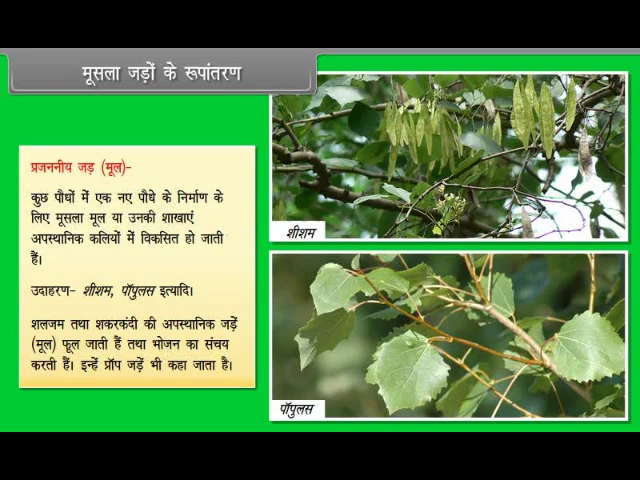 मूसला जड़ों के रूपांतरण
प्रजननीय जड़ (मूल)-
कुछ पौधों में एक नए पौधे के निर्माण के
लिए मूसला मूल या उनकी शाखाएं
अपस्थानिक कलियों में विकसित हो जाती
हैं।
उदाहरण- शीशम, पॉपुलस इत्यादि।
शलजम तथा शकरकंदी की अपस्थानिक जड़ें
(मूल) फूल जाती हैं तथा भोजन का संचय
करती हैं। इन्हें प्रॉप जड़ें भी कहा जाता है।
शीशम
पॉपुलस